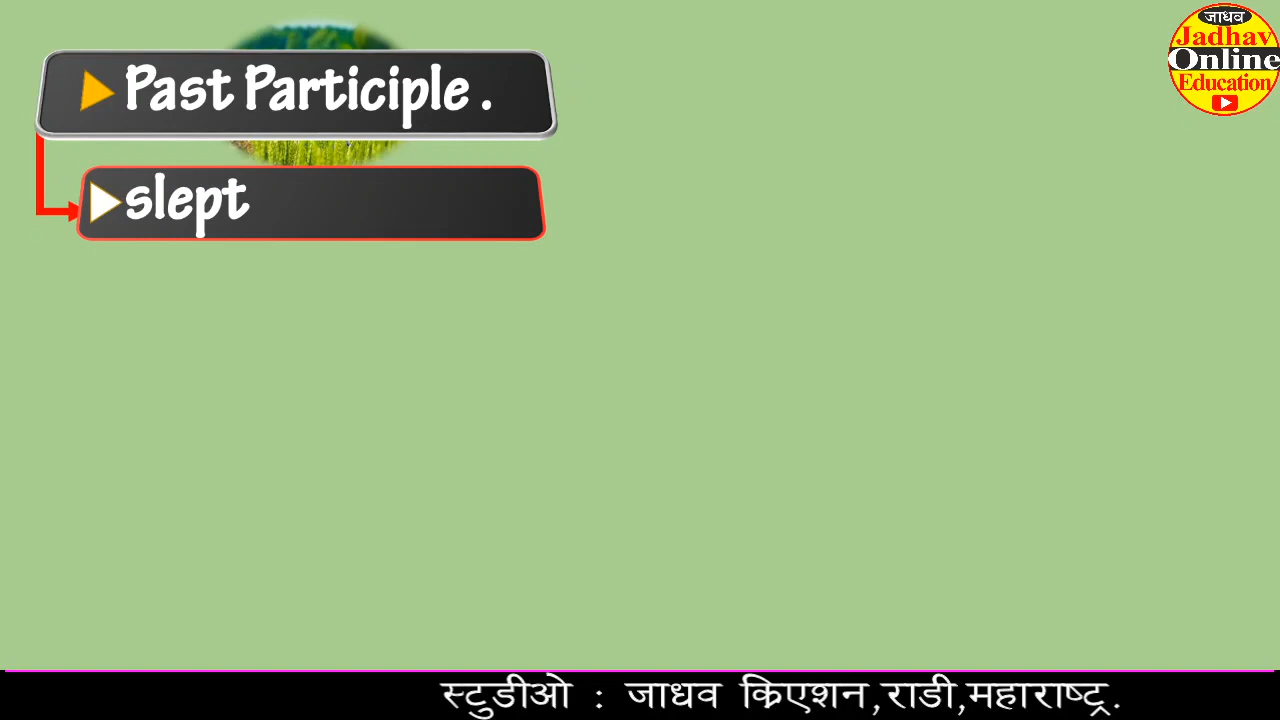 Past Participle .
slept
जाधव
Jadhav
Online
Education
स्टुडीओ : जाधव क्रिएशन,राडी,महाराष्ट्र.